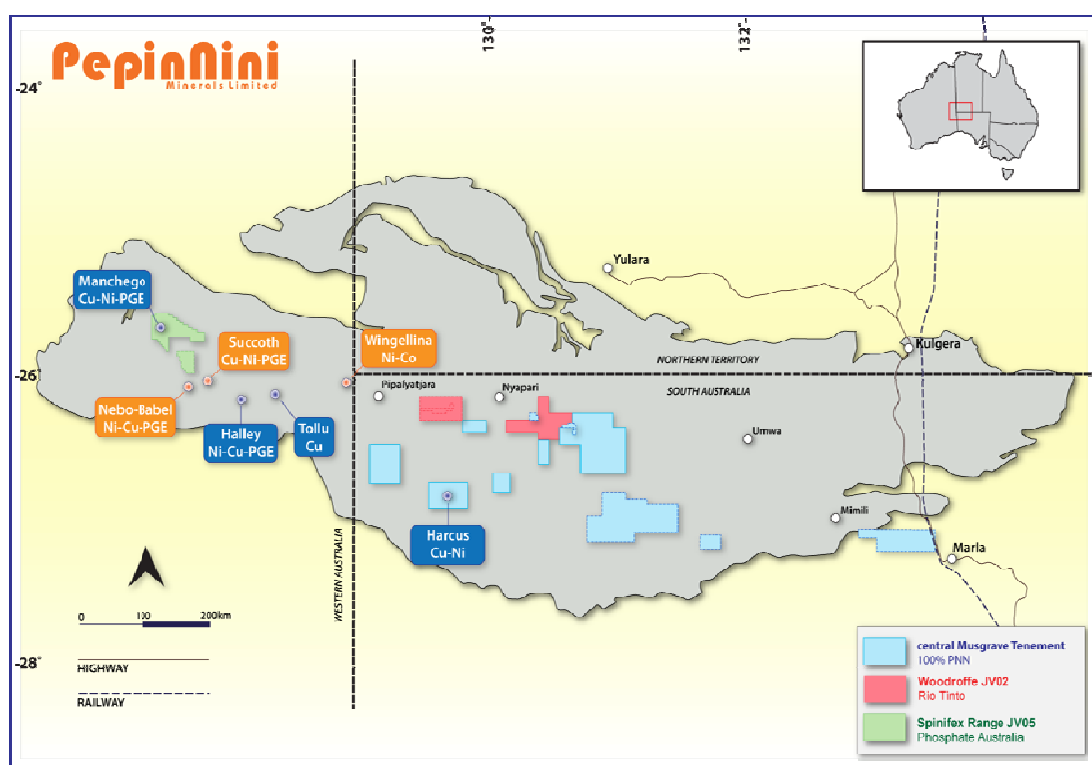 PepinNini
Minerals Limited
130°
132°
-24°
Yulara
Manchego
Cu-Ni-PGE
Succoth
Cu-Ni-PGE
Wingellina
Ni-Co
Kulgera
NORTHERN TERRITORY
-26°
SOUTH AUSTRALIA
Pipalyatjara
Nyapari
Nebo-Babel
Ni-Cu-PGE
Halley
Ni-Cu-PGE
Tollu
Cu
Umwa
Harcus
Cu-Ni
Mimili
Marla
WESTERN AUSTRALIA
0 100 200km
-28°
HIGHWAY
RAILWAY
central Musgrave Tenement
100% PNN
Woodroffe JV02
Rio Tinto
Spinifex Range JV05
Phosphate Australia